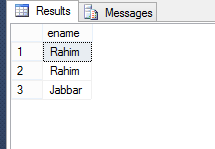 Results Messages
ename
1 Rahim
2 Rahim
3 Jabbar